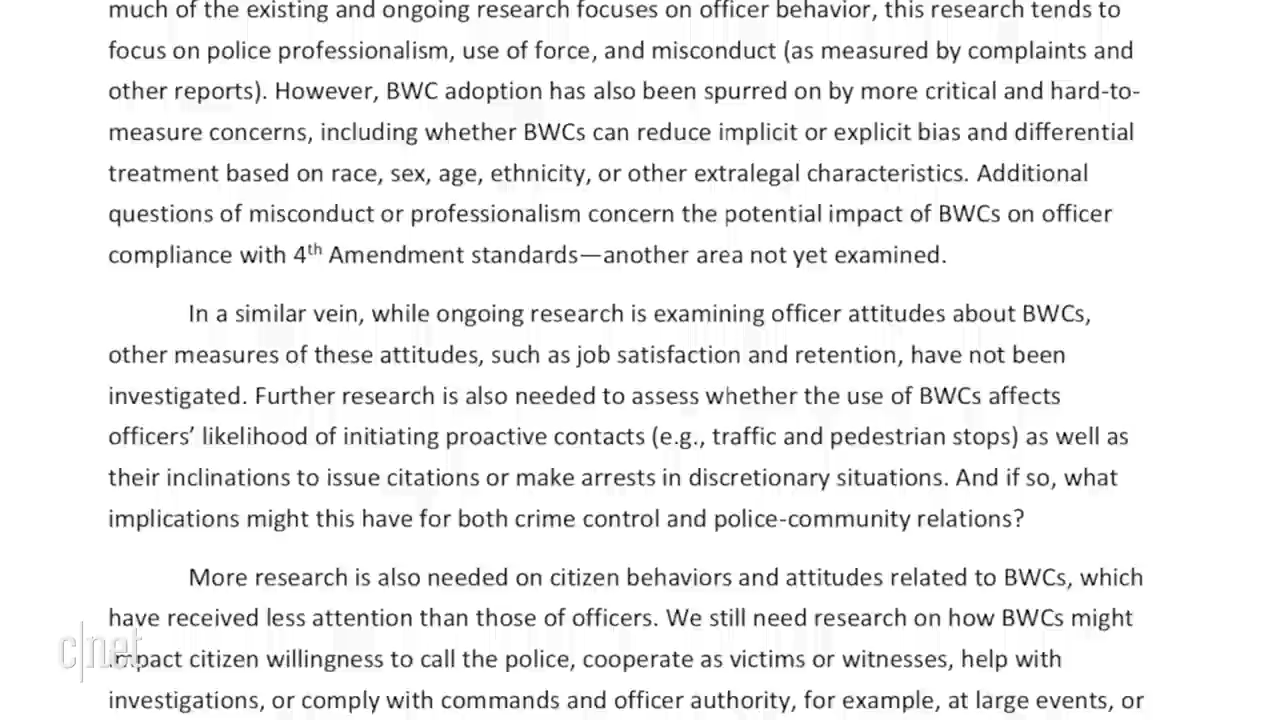 much of the existing and ongoing research focuses on officer behavior, this research tends to
focus on police professionalism, use of force, and misconduct (as measured by complaints and
other reports). However, BWC adoption has also been spurred on by more critical and hard-to-
measure concerns, including whether BWCs can reduce implicit or explicit bias and differential
treatment based on race, sex, age, ethnicity, or other extralegal characteristics. Additional
questions of misconduct or professionalism concern the potential impact of BWCs on officer
compliance with 4th Amendment standards—another area not yet examined.
In a similar vein, while ongoing research is examining officer attitudes about BWCs,
other measures of these attitudes, such as job satisfaction and retention, have not been
investigated. Further research is also needed to assess whether the use of BWCs affects
officers’ likelihood of initiating proactive contacts (e.g., traffic and pedestrian stops) as well as
their inclinations to issue citations or make arrests in discretionary situations. And if so, what
implications might this have for both crime control and police-community relations?
More research is also needed on citizen behaviors and attitudes related to BWCs, which
have received less attention than those of officers. We still need research on how BWCs might
impact citizen willingness to call the police, cooperate as victims or witnesses, help with
investigations, or comply with commands and officer authority, for example, at large events, or
c|net